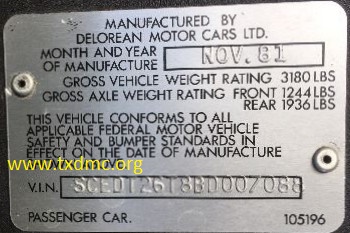 MANUFACTURED BY
DELOREAN MOTOR CARS LTD.
MONTH AND YEAR
OF MANUFACTURE NOV. 81
GROSS VEHICLE WEIGHT RATING 3180 LBS
GROSS AXLE WEIGHT RATING FRONT 1244 LBS
REAR 1936 LBS
THIS VEHICLE CONFORMS TO ALL
APPLICABLE FEDERAL MOTOR VEHICLE
SAFETY AND BUMPER STANDARDS IN
EFFECT ON THE DATE OF MANUFACTURE
www.txdmc.org
V.I.N. SCEDT26T8BD007088
PASSENGER CAR. 105196